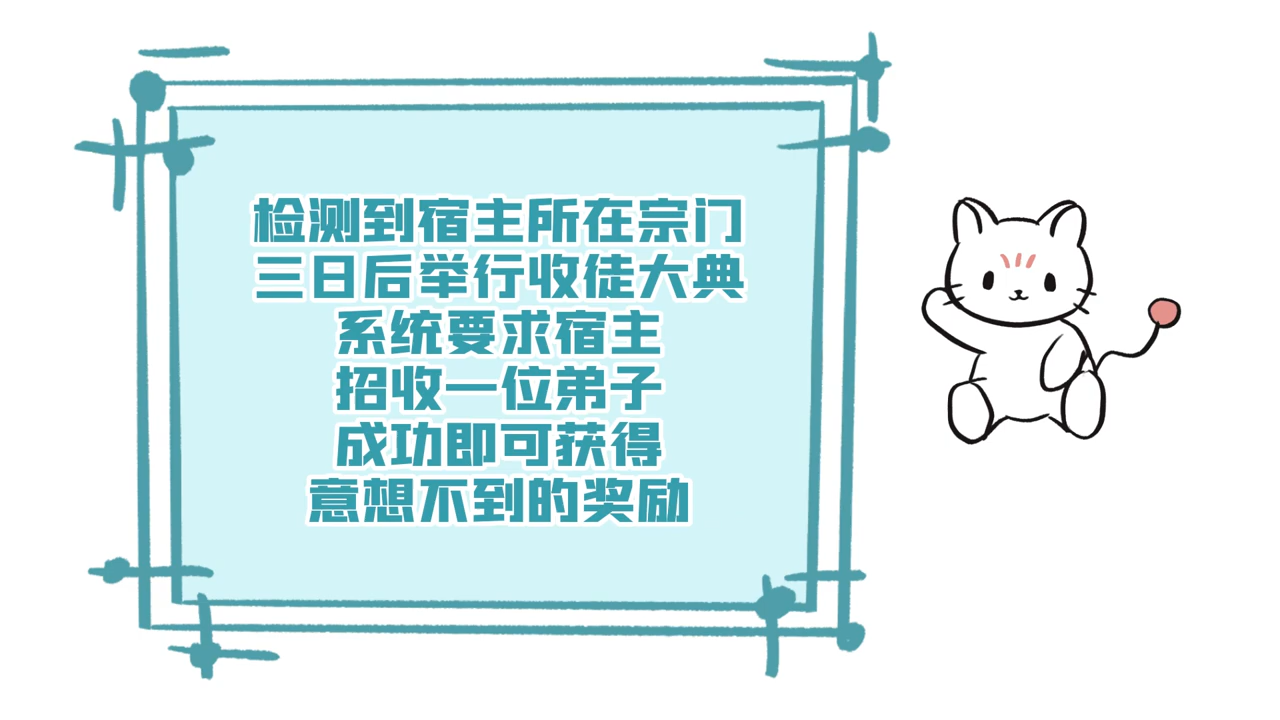 检测到宿主所在宗门
三日后举行收徒大典
系统要求宿主
招收一位弟子
成功即可获得
意想不到的奖励